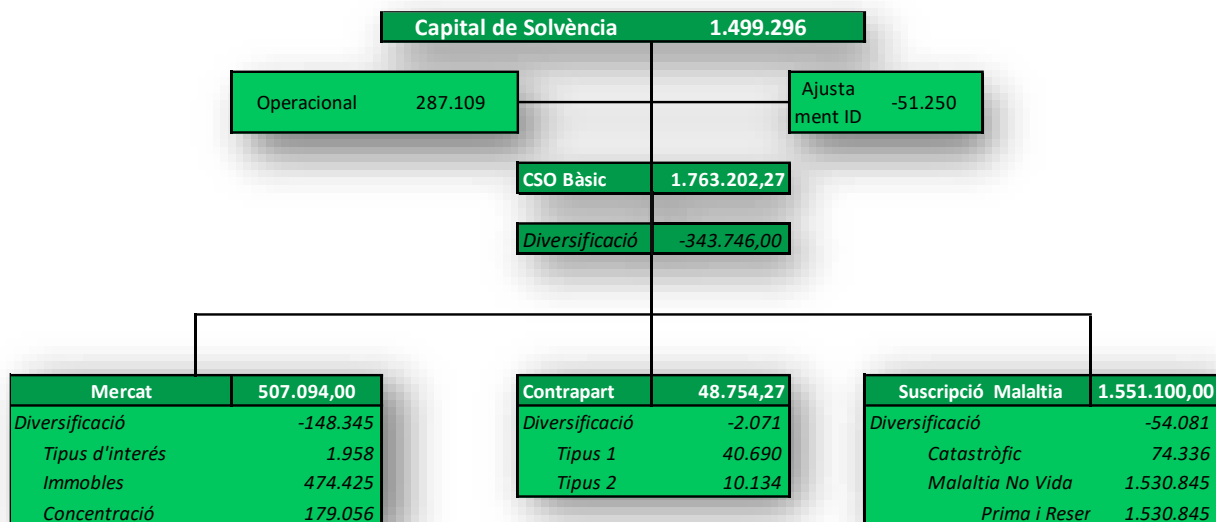 Capital de Solvència 1.499.296
Operacional 287.109
Ajusta
ment ID -51.250
CSO Bàsic 1.763.202,27
Diversificació -343.746,00
Mercat 507.094,00
Diversificació -148.345
Tipus d'interés 1.958
Immobles 474.425
Concentració 179.056
Contrapart 48.754,27
Diversificació -2.071
Tipus 1 40.690
Tipus 2 10.134
Suscripció Malaltia 1.551.100,00
Diversificació -54.081
Catastròfic 74.336
Malaltia No Vida 1.530.845
Prima i Reser 1.530.845